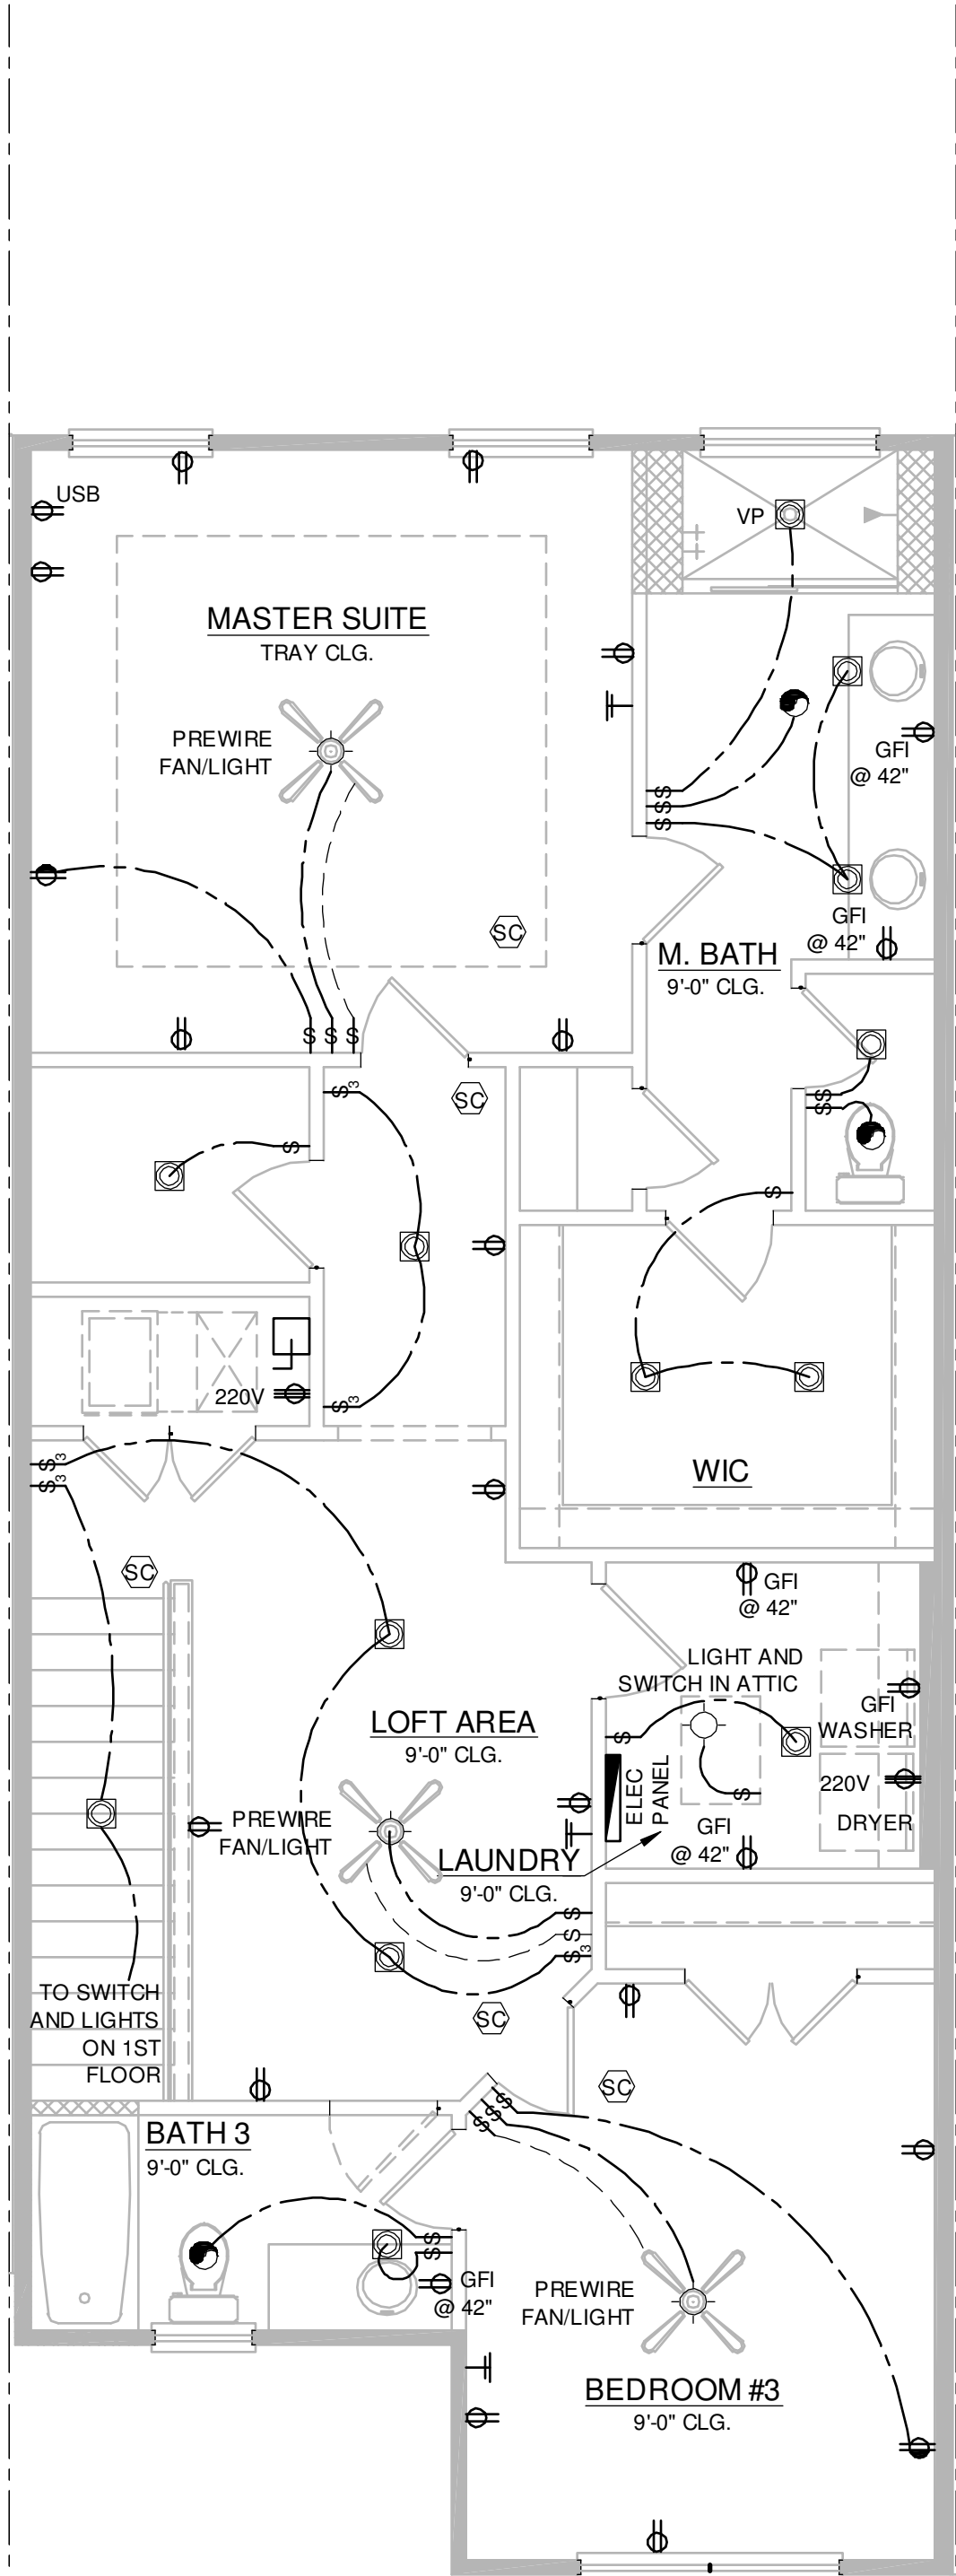 USB
VP
MASTER SUITE
TRAY CLG.
PREWIRE
FAN/LIGHT
GFI
@ 42"
S
S
S
GFI
@ 42"
SC
M. BATH
9'-0" CLG.
S S S
S3
SC
S
S
S
S
220V
S3
S3
S3
WIC
SC
GFI
@ 42"
LIGHT AND
SWITCH IN ATTIC
GFI
WASHER
LOFT AREA
9'-0" CLG.
S
ELEC
PANEL
220V
S
DRYER
PREWIRE
FAN/LIGHT
GFI
@ 42"
LAUNDRY
9'-0" CLG.
S
S
S3
TO SWITCH
AND LIGHTS
ON 1ST
FLOOR
SC
SC
S S S
BATH 3
9'-0" CLG.
S
S
GFI
@ 42"
PREWIRE
FAN/LIGHT
BEDROOM #3
9'-0" CLG.